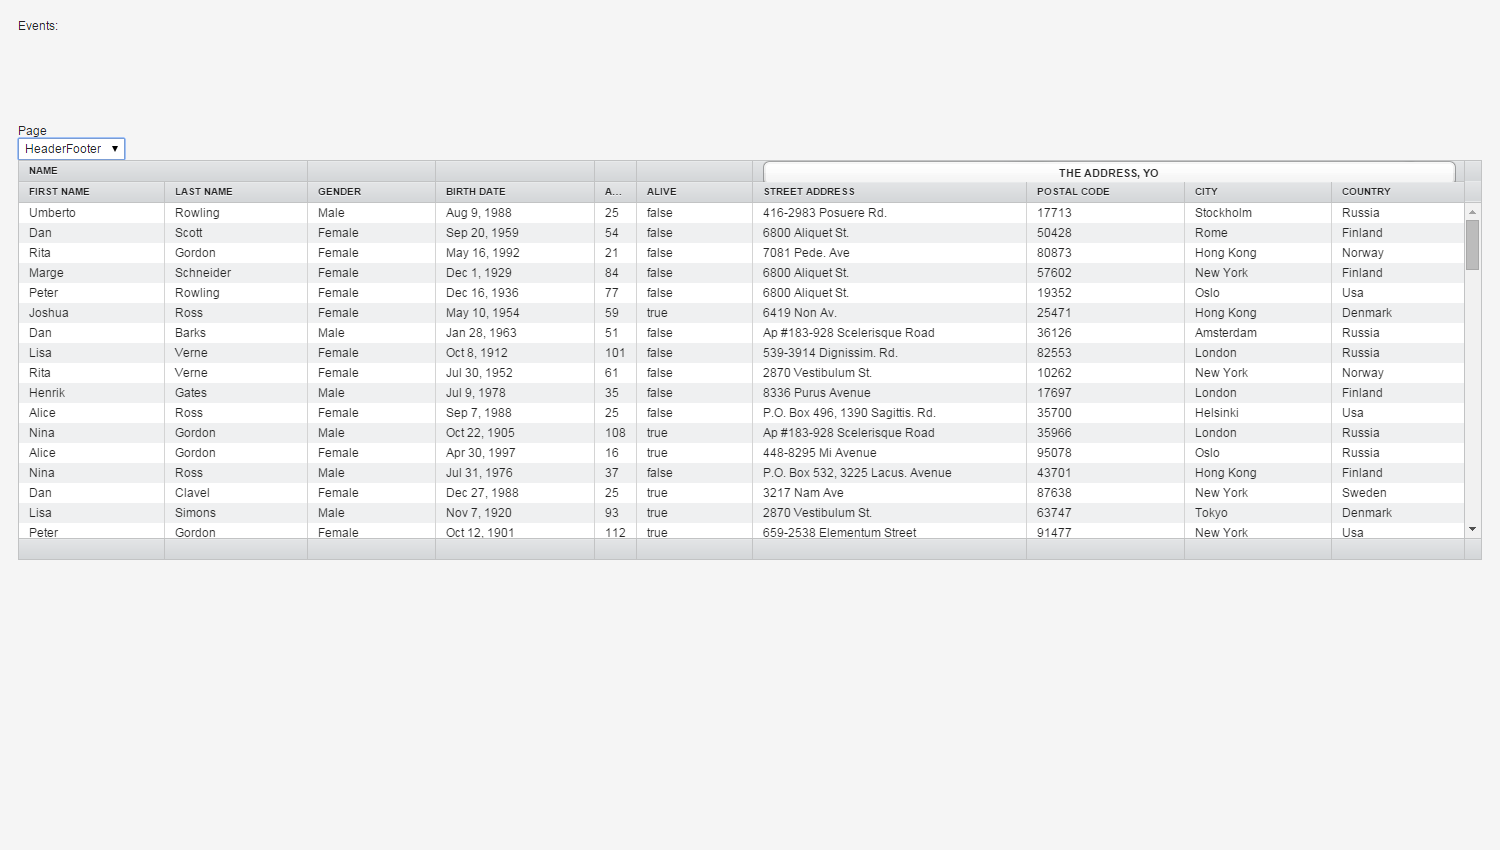 Events:
Page
HeaderFooter
NAME THE ADDRESS, YO
FIRST NAME LAST NAME GENDER BIRTH DATE A... ALIVE STREET ADDRESS POSTAL CODE CITY COUNTRY
Umberto Rowling Male Aug 9, 1988 25 false 416-2983 Posuere Rd. 17713 Stockholm Russia
Dan Scott Female Sep 20, 1959 54 false 6800 Aliquet St. 50428 Rome Finland
Rita Gordon Female May 16, 1992 21 false 7081 Pede. Ave 80873 Hong Kong Norway
Marge Schneider Female Dec 1, 1929 84 false 6800 Aliquet St. 57602 New York Finland
Peter Rowling Female Dec 16, 1936 77 false 6800 Aliquet St. 19352 Oslo Usa
Joshua Ross Female May 10, 1954 59 true 6419 Non Av. 25471 Hong Kong Denmark
Dan Barks Male Jan 28, 1963 51 false Ap #183-928 Scelerisque Road 36126 Amsterdam Russia
Lisa Verne Female Oct 8, 1912 101 false 539-3914 Dignissim. Rd. 82553 London Russia
Rita Verne Female Jul 30, 1952 61 false 2870 Vestibulum St. 10262 New York Norway
Henrik Gates Male Jul 9, 1978 35 false 8336 Purus Avenue 17697 London Finland
Alice Ross Female Sep 7, 1988 25 false P.O. Box 496, 1390 Sagittis. Rd. 35700 Helsinki Usa
Nina Gordon Male Oct 22, 1905 108 true Ap #183-928 Scelerisque Road 35966 London Russia
Alice Gordon Female Apr 30, 1997 16 true 448-8295 Mi Avenue 95078 Oslo Russia
Nina Ross Male Jul 31, 1976 37 false P.O. Box 532, 3225 Lacus. Avenue 43701 Hong Kong Finland
Dan Clavel Female Dec 27, 1988 25 true 3217 Nam Ave 87638 New York Sweden
Lisa Simons Male Nov 7, 1920 93 true 2870 Vestibulum St. 63747 Tokyo Denmark
Peter Gordon Female Oct 12, 1901 112 true 659-2538 Elementum Street 91477 New York Usa